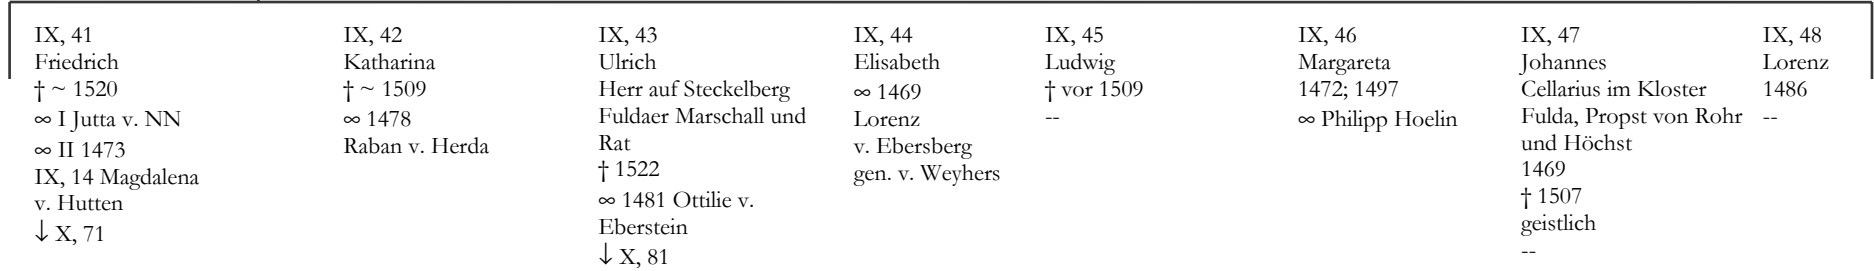 IX, 41
Friedrich
† ~ 1520
∞ I Jutta v. NN
∞ II 1473
IX, 14 Magdalena
v. Hutten
↓ X, 71
IX, 42
Katharina
† ~ 1509
∞ 1478
Raban v. Herda
IX, 43
Ulrich
Herr auf Steckelberg
Fuldaer Marschall und
Rat
† 1522
∞ 1481 Ottilie v.
Eberstein
↓ X, 81
IX, 44
Elisabeth
∞ 1469
Lorenz
v. Ebersberg
gen. v. Weyhers
IX, 45
Ludwig
† vor 1509
--
IX, 46
Margareta
1472; 1497
∞ Philipp Hoelin
IX, 47
Johannes
Cellarius im Kloster
Fulda, Propst von Rohr
und Höchst
1469
† 1507
geistlich
--
IX, 48
Lorenz
1486
--